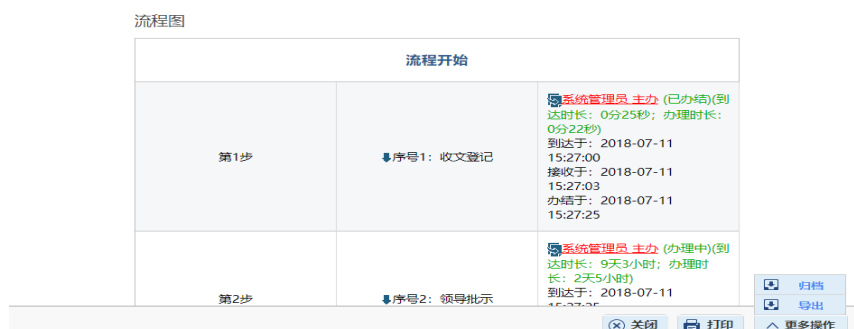 流程图
流程开始
第1步
序号1：收文登记
系统管理员 主办 (已办结)(到
达时长：0分25秒；办理时长：
0分22秒)
到达于：2018-07-11
15:27:00
接收于：2018-07-11
15:27:03
办结于：2018-07-11
15:27:25
第2步
序号2：领导批示
系统管理员 主办 (办理中)(到
达时长：9天3小时；办理时
长：2天5小时)
到达于：2018-07-11
归档
导出
关闭
打印
更多操作